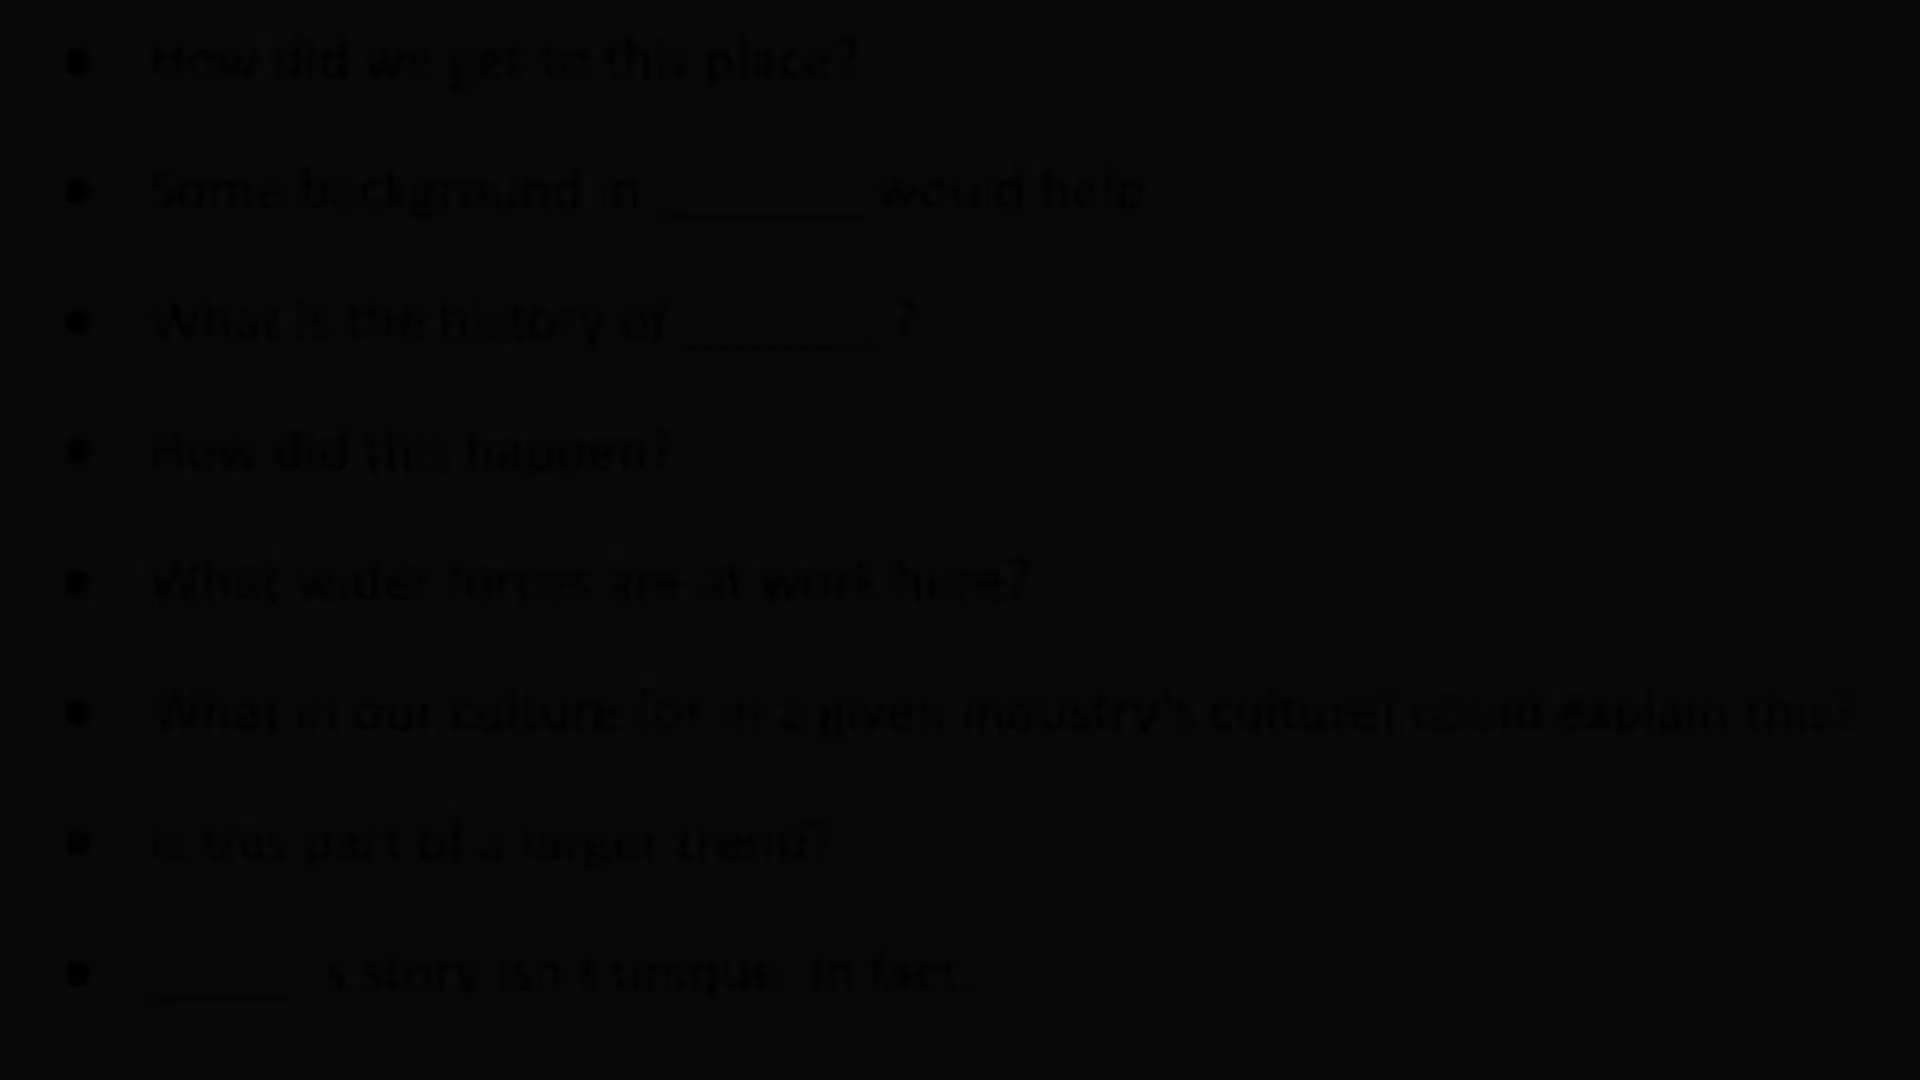 • How did we get to this place?
• Some background in ________ would help
• What is the history of ________ ?
• How did this happen?
• What wider forces are at work here?
• What in our culture (or in a given industry's culture) could explain this?
• Is this part of a larger trend?
• ______ 's story isn't unique. In fact, ...